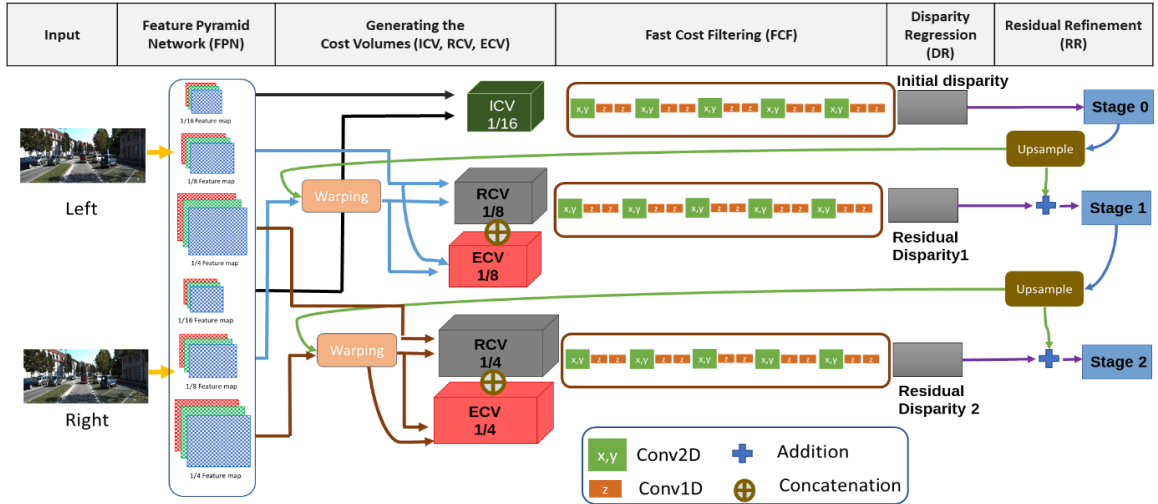 Input
Feature Pyramid
Network (FPN)
Generating the
Cost Volumes (ICV, RCV, ECV)
Fast Cost Filtering (FCF)
Disparity
Regression
(DR)
Residual Refinement
(RR)
1/16 Feature map
ICV
1/16
x,y z z x,y z z x,y z z x,y z z x,y z z
Initial disparity
Stage 0
Left
1/8 Feature map
Upsample
Warping
RCV
1/8
x,y z z x,y z z x,y z z x,y z z x,y z z
Stage 1
1/4 Feature map
ECV
1/8
Residual
Disparity1
1/16 Feature map
Upsample
Right
1/8 Feature map
Warping
RCV
1/4
x,y z z x,y z z x,y z z x,y z z x,y z z
Stage 2
1/4 Feature map
ECV
1/4
Residual
Disparity 2
x,y Conv2D
Addition
z Conv1D
Concatenation